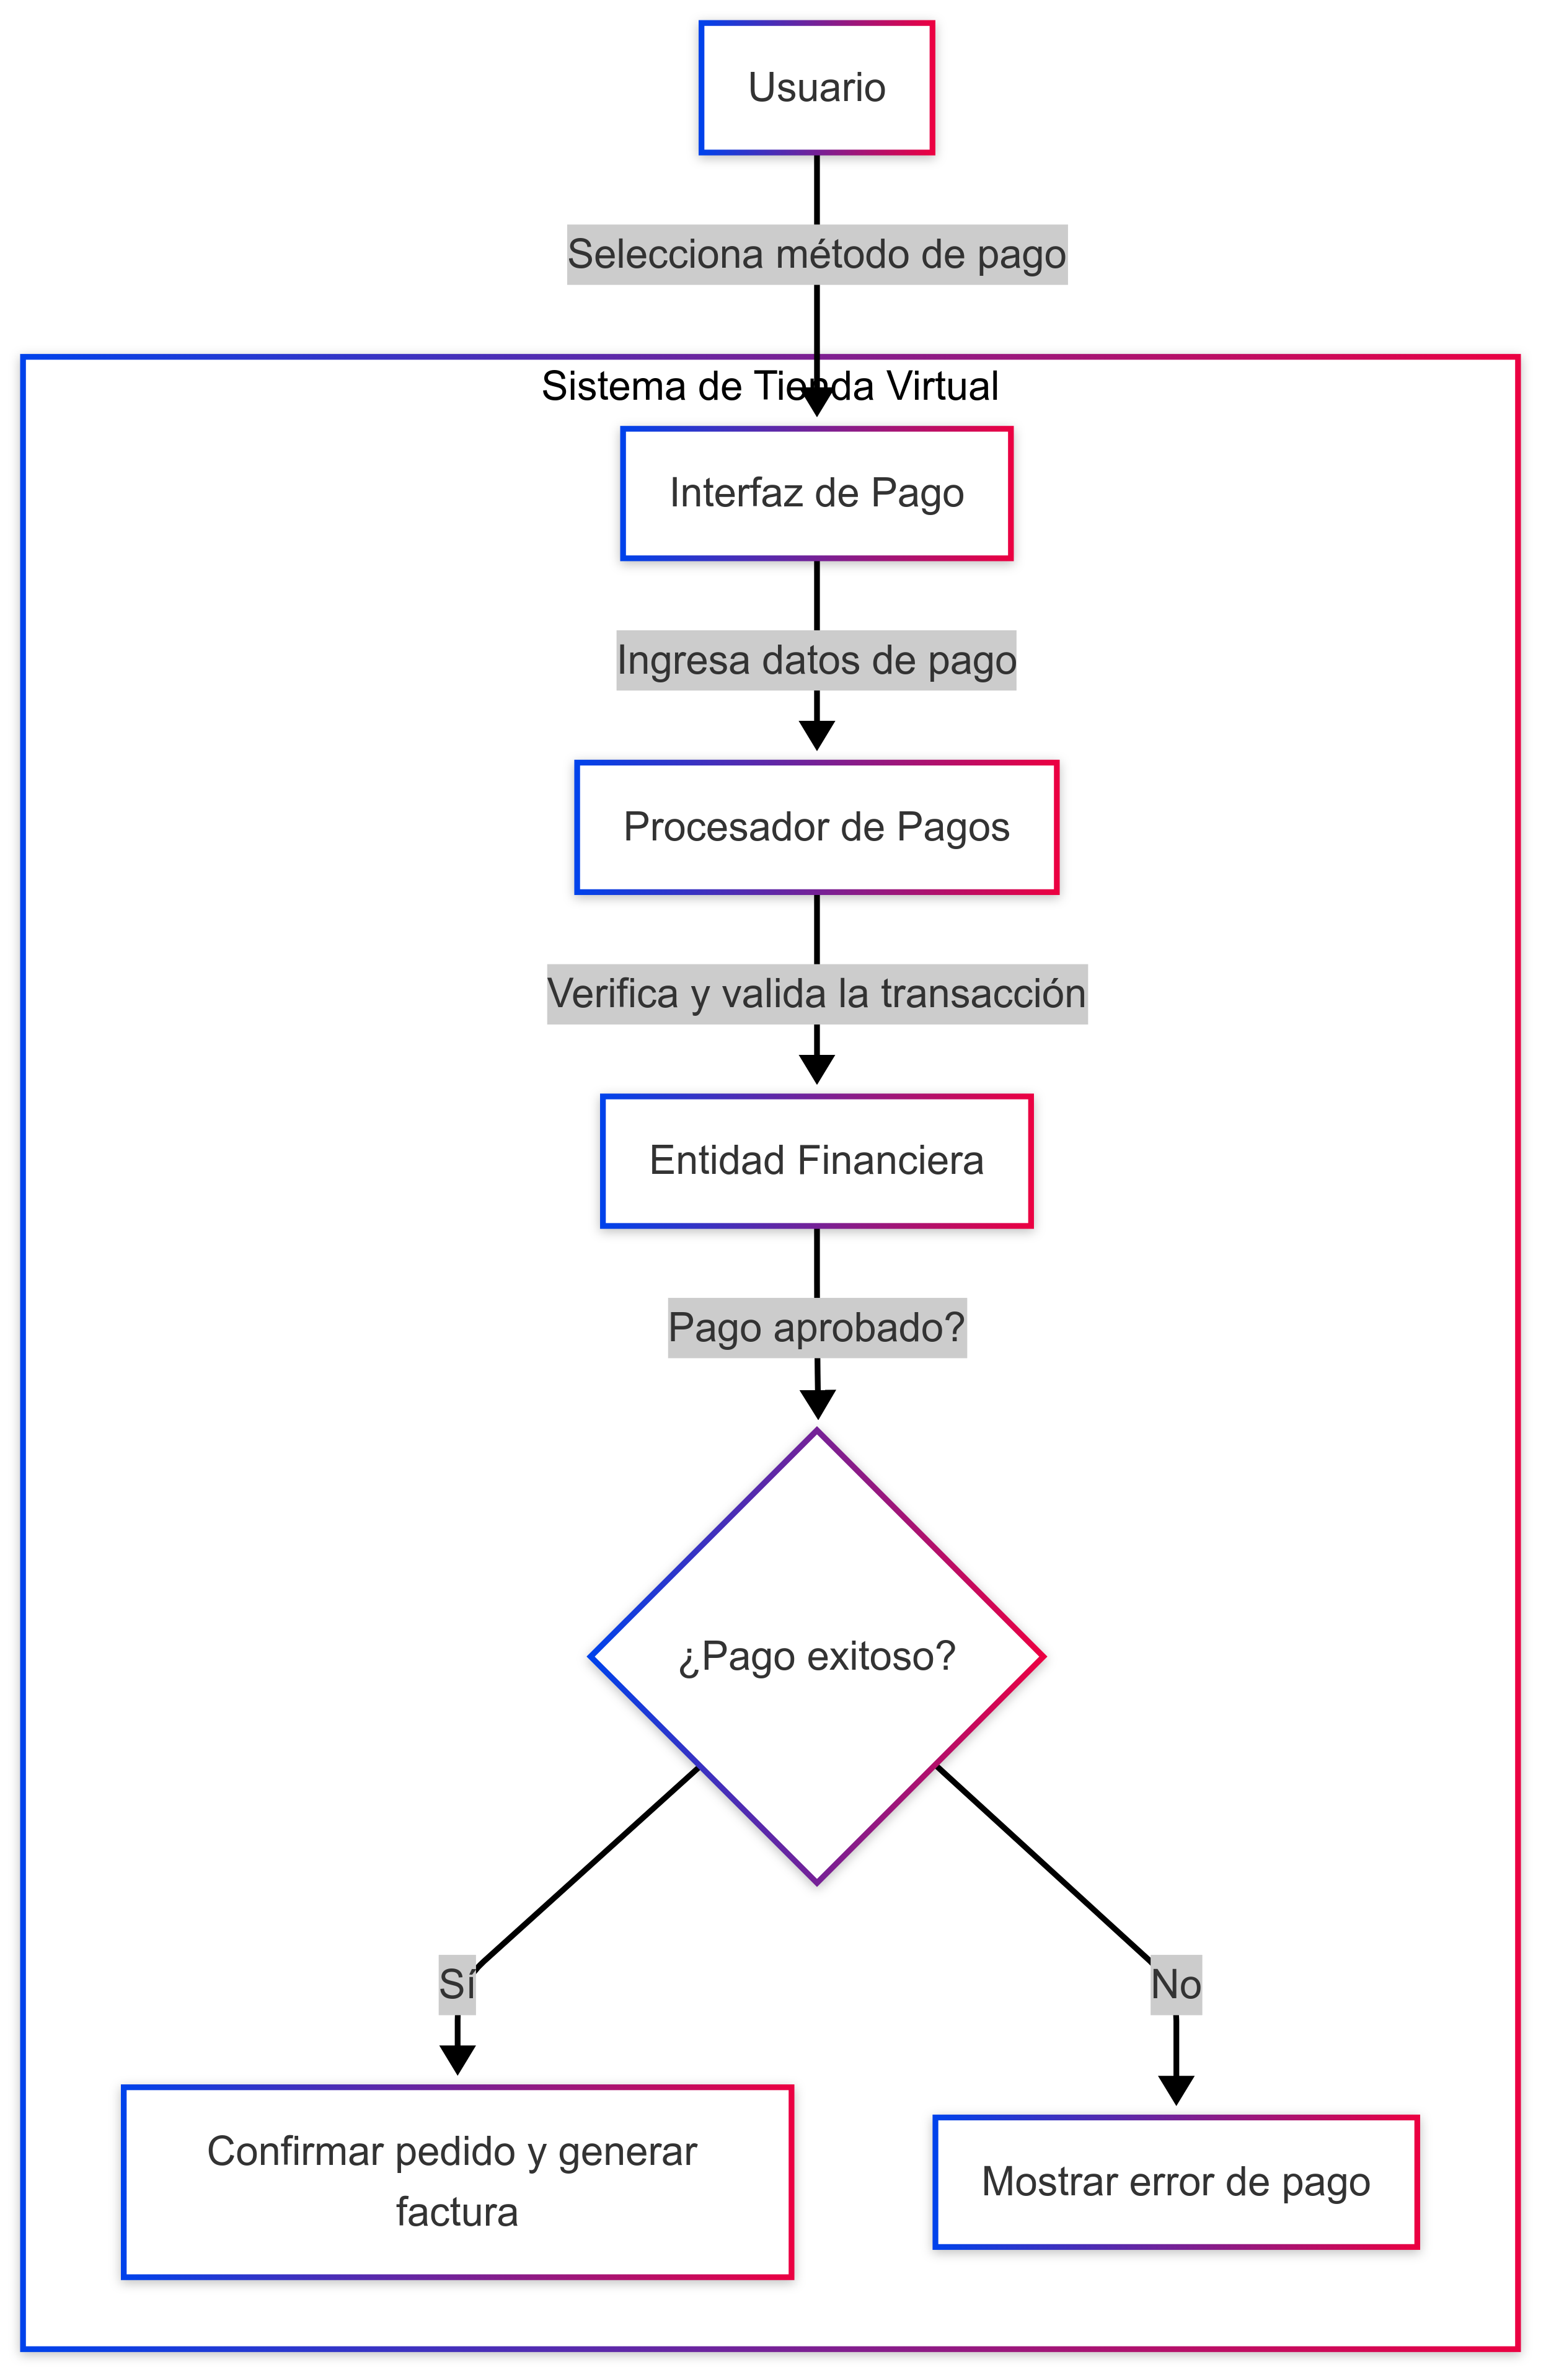 Usuario
Selecciona método de pago
Sistema de Tienda Virtual
Interfaz de Pago
Ingresa datos de pago
Procesador de Pagos
Verifica y valida la transacción
Entidad Financiera
Pago aprobado?
¿Pago exitoso?
Sí
No
Confirmar pedido y generar
factura
Mostrar error de pago